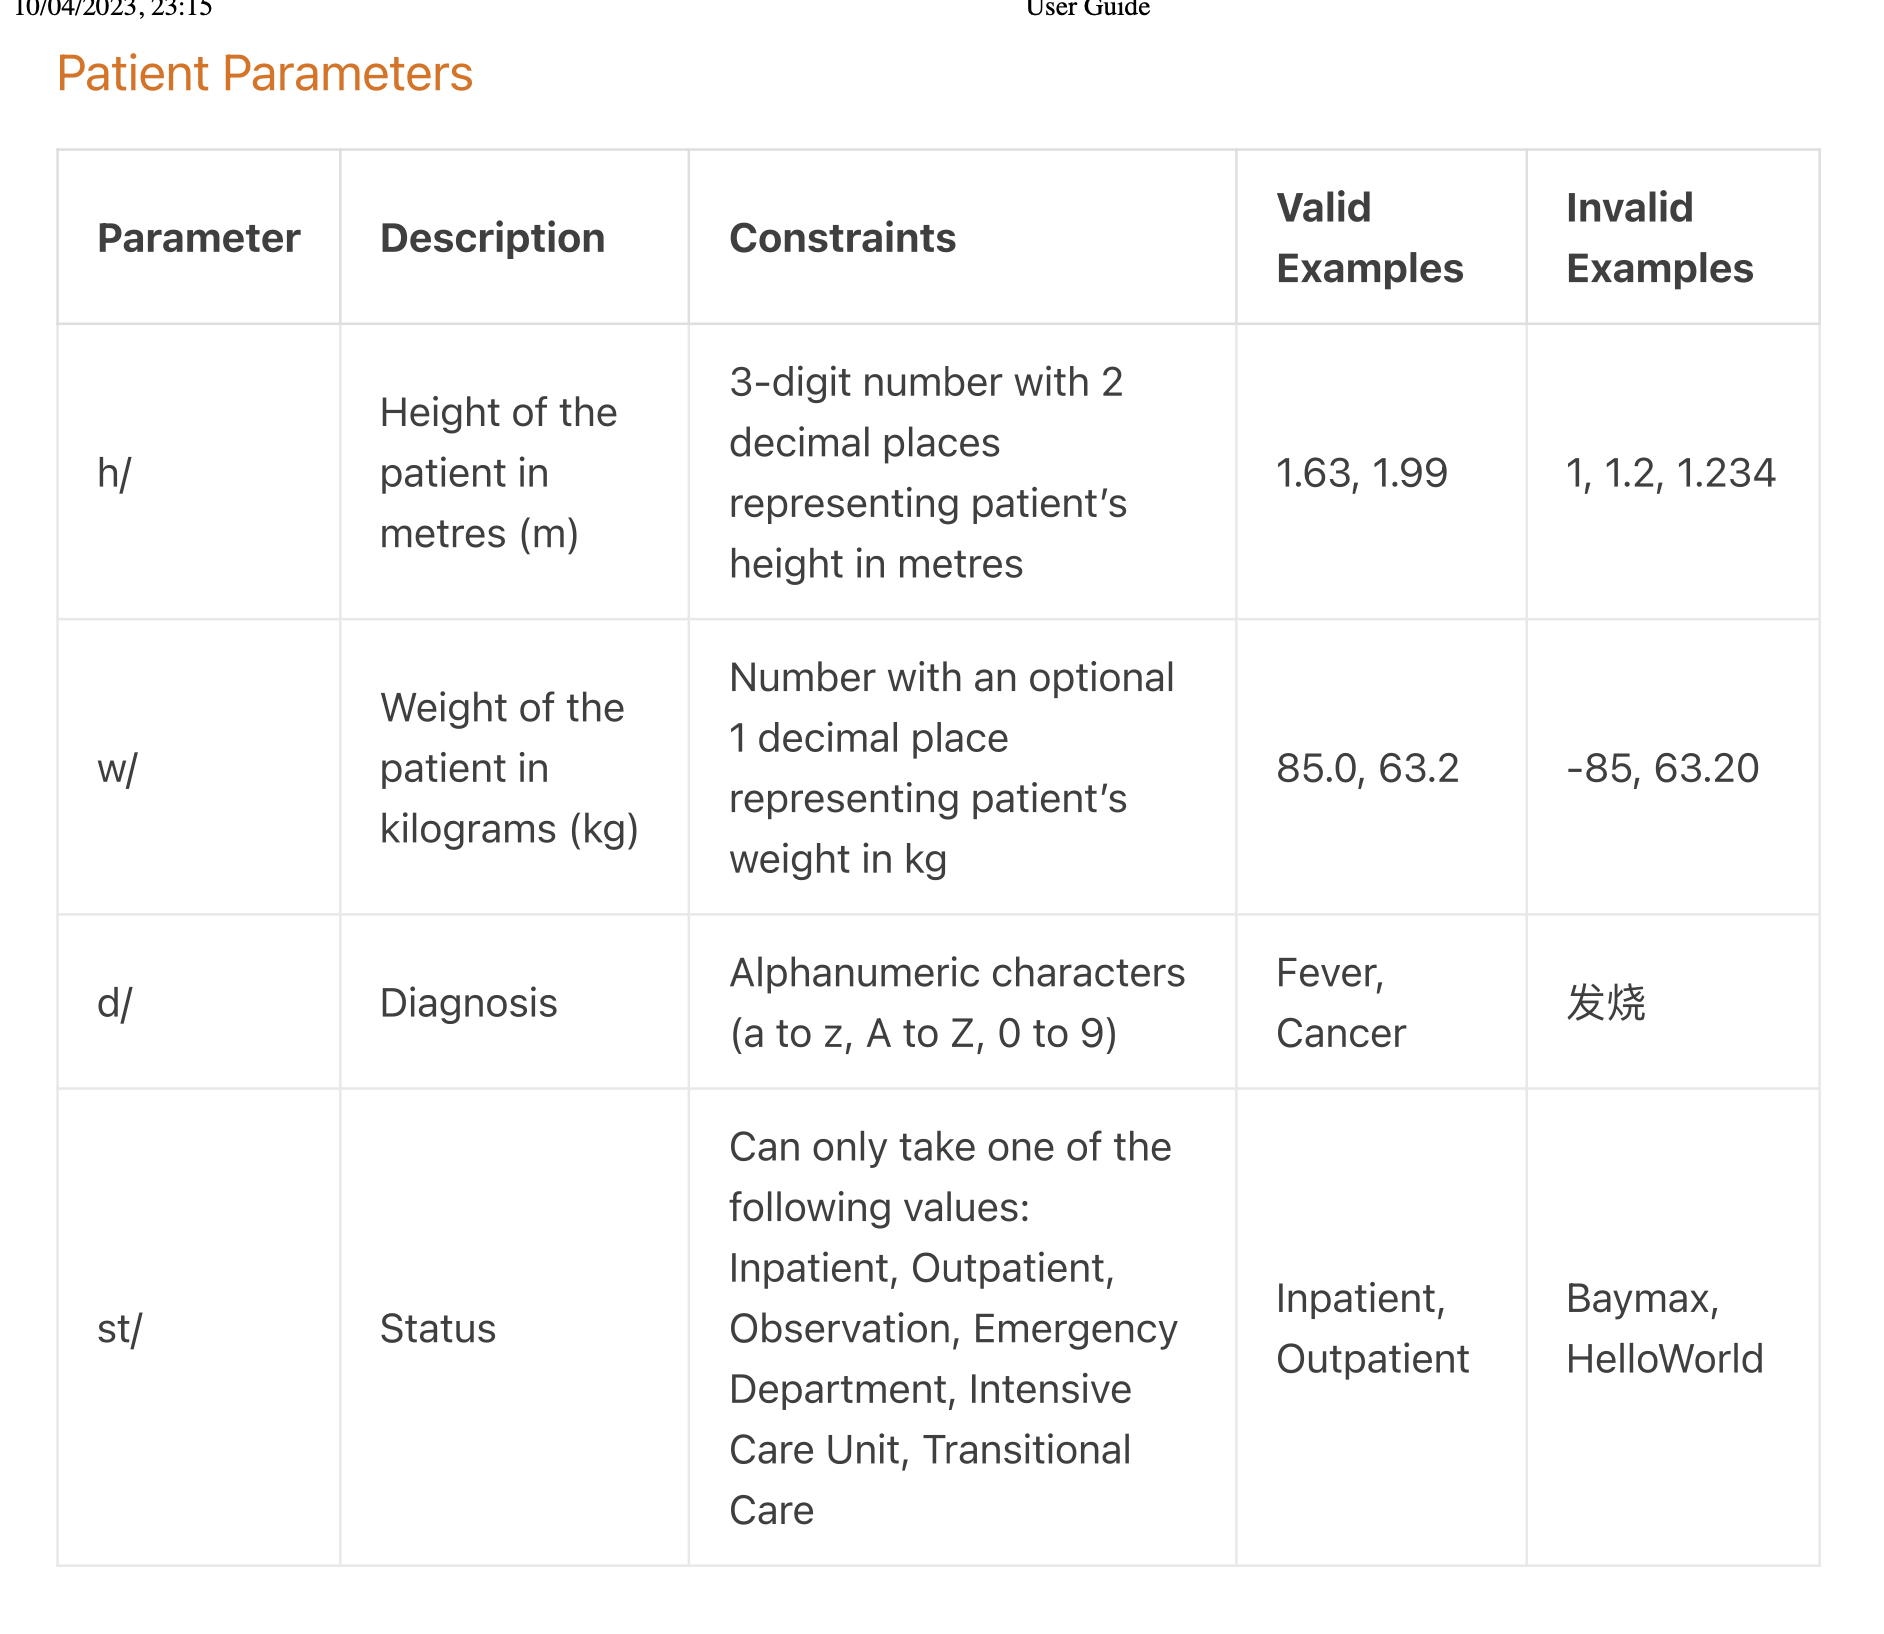 10/04/2023, 23:15
User Guide
Patient Parameters
Parameter
Description
Constraints
Valid
Examples
Invalid
Examples
h/
Height of the
patient in
metres (m)
3-digit number with 2
decimal places
representing patient’s
height in metres
1.63, 1.99
1, 1.2, 1.234
w/
Weight of the
patient in
kilograms (kg)
Number with an optional
1 decimal place
representing patient’s
weight in kg
85.0, 63.2
-85, 63.20
d/
Diagnosis
Alphanumeric characters
(a to z, A to Z, 0 to 9)
Fever,
Cancer
发烧
st/
Status
Can only take one of the
following values:
Inpatient, Outpatient,
Observation, Emergency
Department, Intensive
Care Unit, Transitional
Care
Inpatient,
Outpatient
Baymax,
HelloWorld